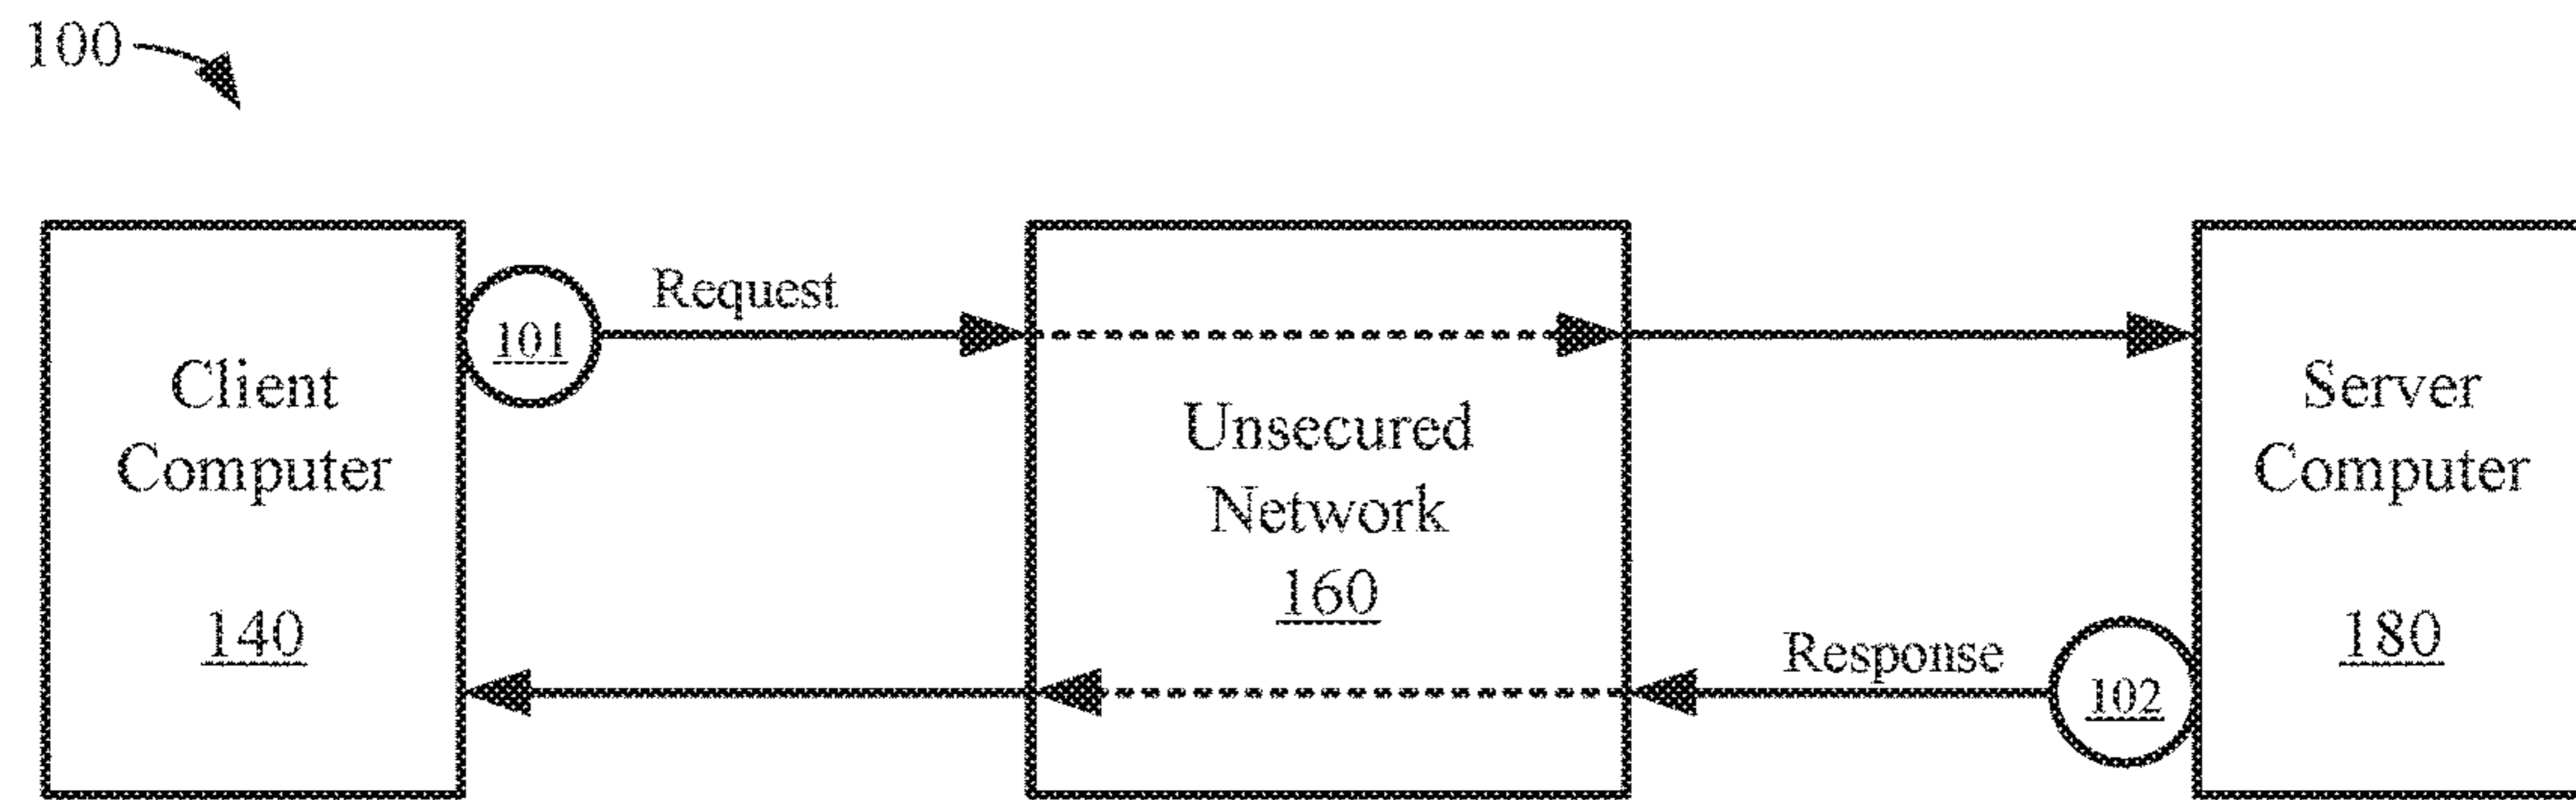 100
Request
101
Client
Computer
140
Unsecured
Network
160
Server
Computer
180
Response
102